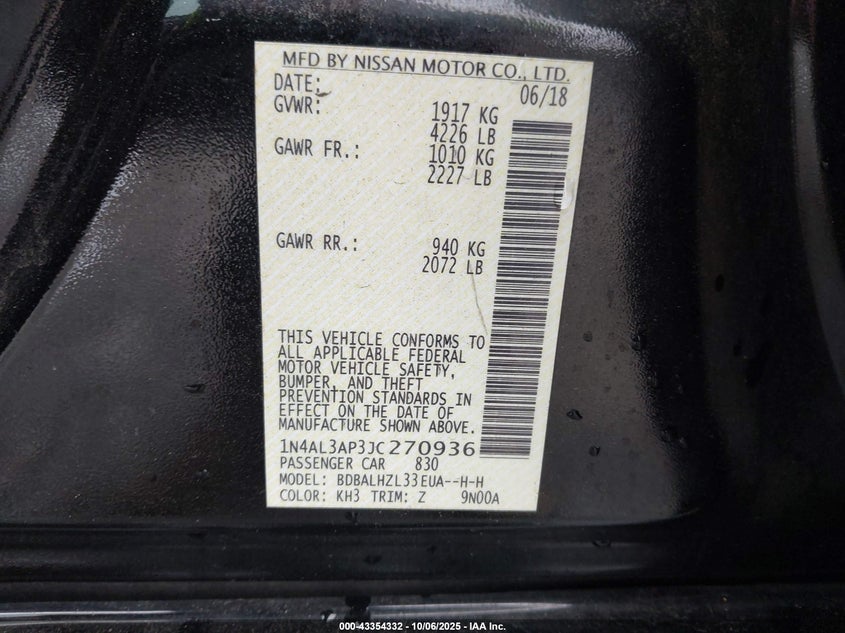 MFD BY NISSAN MOTOR CO., LTD.
DATE: 06/18
GVWR: 1917 KG
4226 LB
GAWR FR.: 1010 KG
2227 LB
GAWR RR.: 940 KG
2072 LB
THIS VEHICLE CONFORMS TO
ALL APPLICABLE FEDERAL
MOTOR VEHICLE SAFETY,
BUMPER, AND THEFT
PREVENTION STANDARDS IN
EFFECT ON THE DATE OF
MANUFACTURE SHOWN ABOVE.
1N4AL3AP3JC270936
PASSENGER CAR 830
MODEL: BDBALHZL33EUA--H-H
COLOR: KH3 TRIM: Z 9N00A
000-43354332 - 10/06/2025 - IAA Inc.